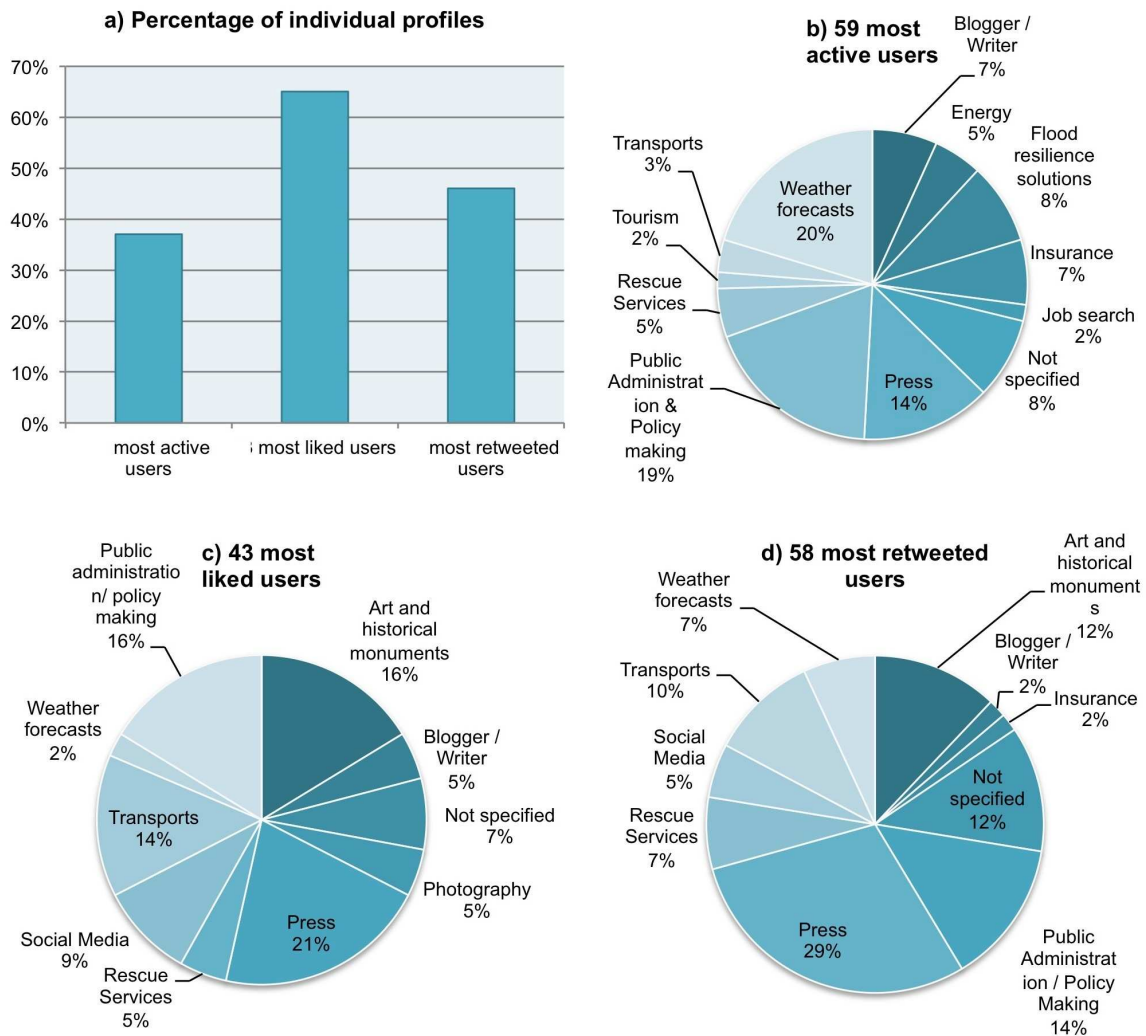 a) Percentage of individual profiles
70%
60%
50%
40%
30%
20%
10%
0%
most active
users
most liked users
most retweeted
users
b) 59 most
active users
Blogger /
Writer
7%
Energy
5%
Flood
resilience
solutions
8%
Insurance
7%
Job search
2%
Not
specified
8%
Press
14%
Public
Administrat
ion &
Policy
making
19%
Rescue
Services
5%
Tourism
2%
Transports
3%
Weather
forecasts
20%
c) 43 most
liked users
Art and
historical
monuments
16%
Blogger /
Writer
5%
Not specified
7%
Photography
5%
Press
21%
Rescue
Services
5%
Social Media
9%
Transports
14%
Weather
forecasts
2%
Public
administratio
n/ policy
making
16%
d) 58 most retweeted
users
Art and
historical
monument
s
12%
Blogger /
Writer
2%
Insurance
2%
Not
specified
12%
Public
Administrat
ion / Policy
Making
14%
Press
29%
Rescue
Services
7%
Social
Media
5%
Transports
10%
Weather
forecasts
7%